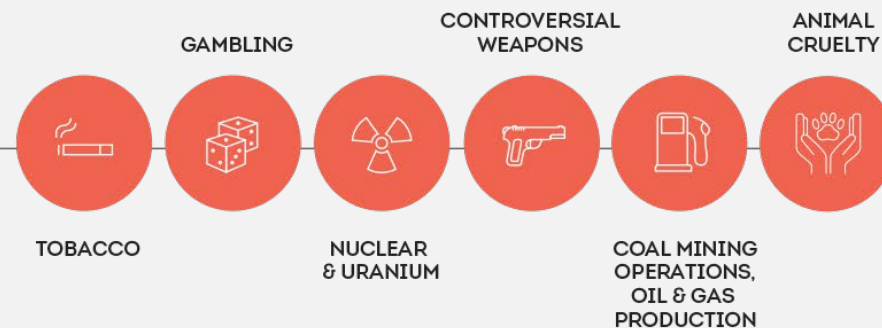 TOBACCO
GAMBLING
NUCLEAR
& URANIUM
CONTROVERSIAL
WEAPONS
COAL MINING
OPERATIONS,
OIL & GAS
PRODUCTION
ANIMAL
CRUELTY